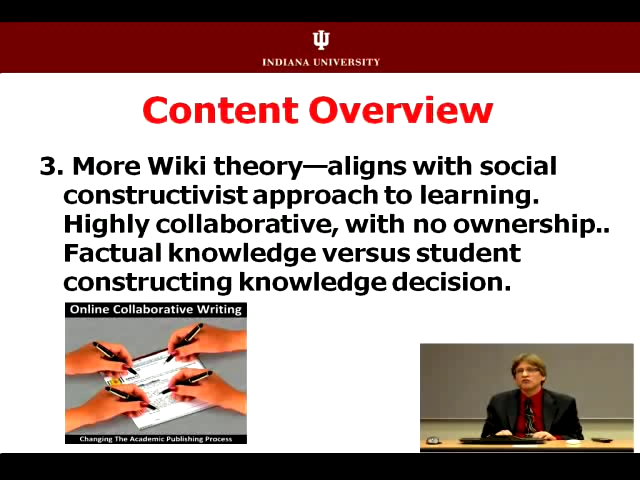 INDIANA UNIVERSITY
Content Overview
3. More Wiki theory—aligns with social
constructivist approach to learning.
Highly collaborative, with no ownership..
Factual knowledge versus student
constructing knowledge decision.
Online Collaborative Writing
Changing The Academic Publishing Process